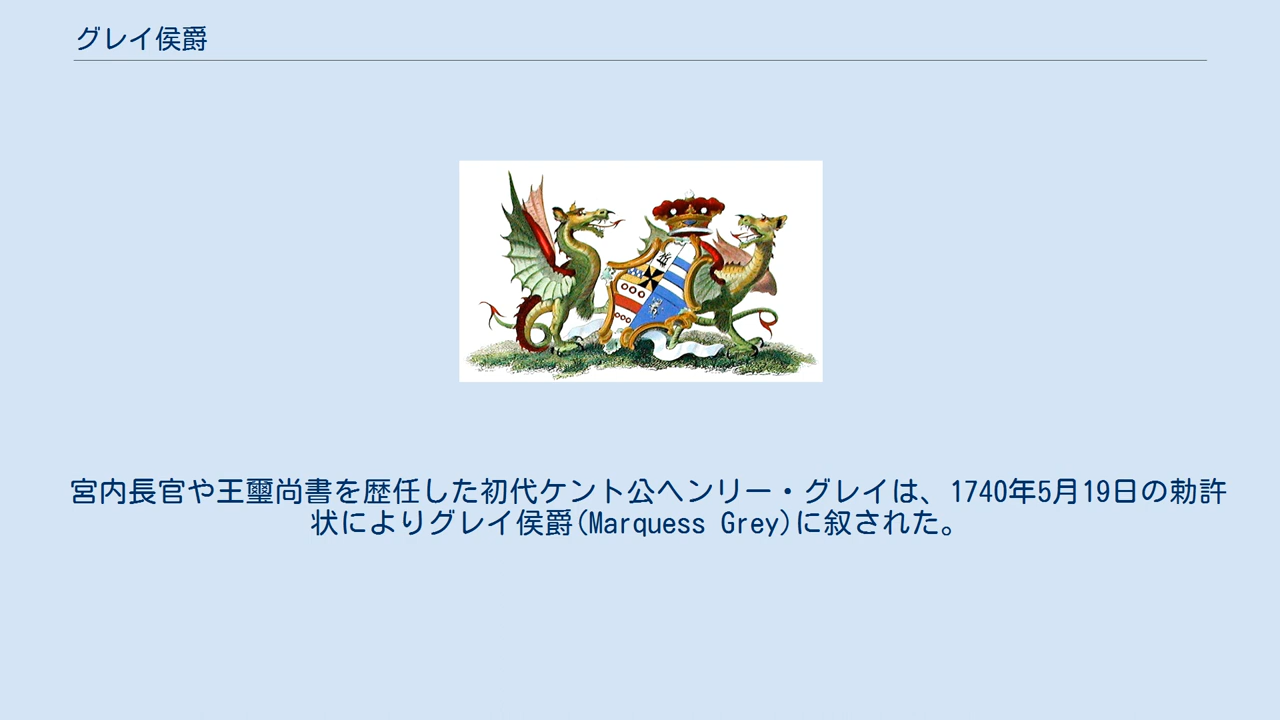 グレイ侯爵
宮内長官や王璽尚書を歴任した初代ケント公ヘンリー・グレイは、1740年5月19日の勅許
状によりグレイ侯爵(Marquess Grey)に叙された。